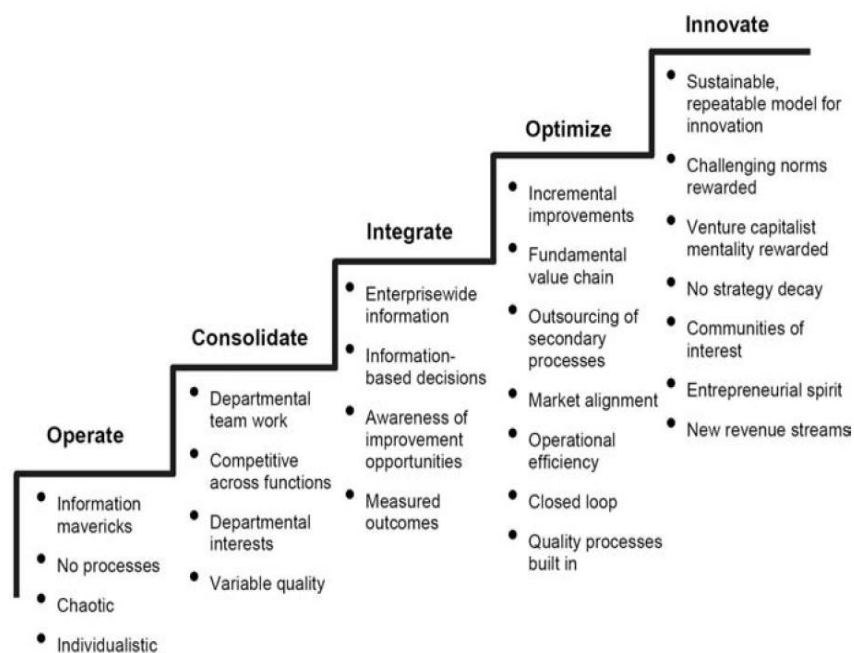 Operate
Information
mavericks
No processes
Chaotic
Individualistic
Consolidate
Departmental
team work
Competitive
across functions
Departmental
interests
Variable quality
Integrate
Enterprisewide
information
Information-
based decisions
Awareness of
improvement
opportunities
Measured
outcomes
Optimize
Incremental
improvements
Fundamental
value chain
Outsourcing of
secondary
processes
Market alignment
Operational
efficiency
Closed loop
Quality processes
built in
Innovate
Sustainable,
repeatable model for
innovation
Challenging norms
rewarded
Venture capitalist
mentality rewarded
No strategy decay
Communities of
interest
Entrepreneurial spirit
New revenue streams